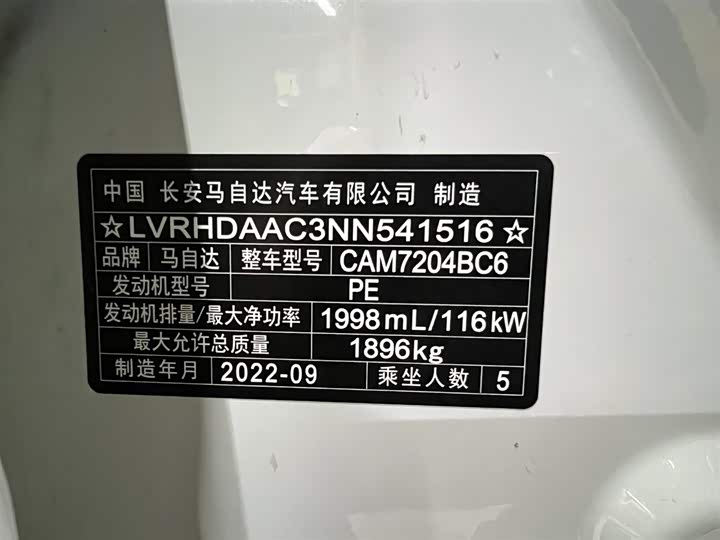 中国 长安马自达汽车有限公司 制造
☆LVRHDAAC3NN541516☆
品牌 马自达 整车型号 CAM7204BC6
发动机型号 PE
发动机排量/最大净功率 1998mL/116kW
最大允许总质量 1896kg
制造年月 2022-09 乘坐人数 5